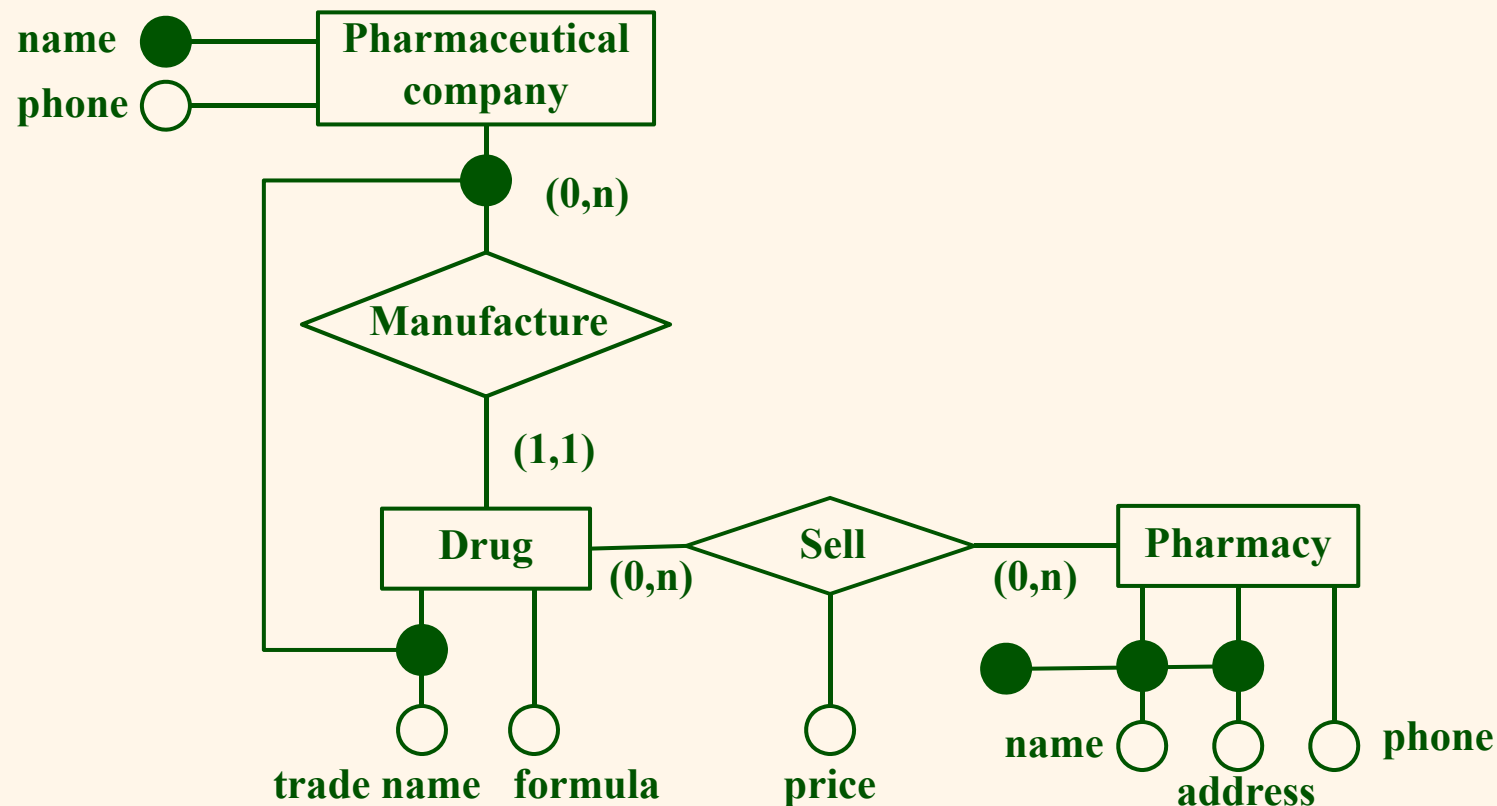 name
Pharmaceutical
company
phone
(0,n)
Manufacture
(1,1)
Drug
Sell
Pharmacy
(0,n)
(0,n)
name
phone
trade name
formula
price
address